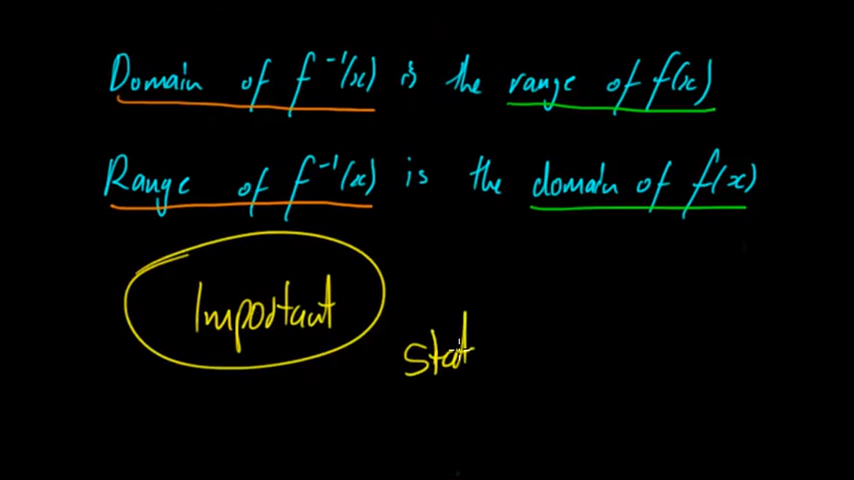 Domain of f⁻¹(x) is the range of f(x)
Range of f⁻¹(x) is the domain of f(x)
Important
stat